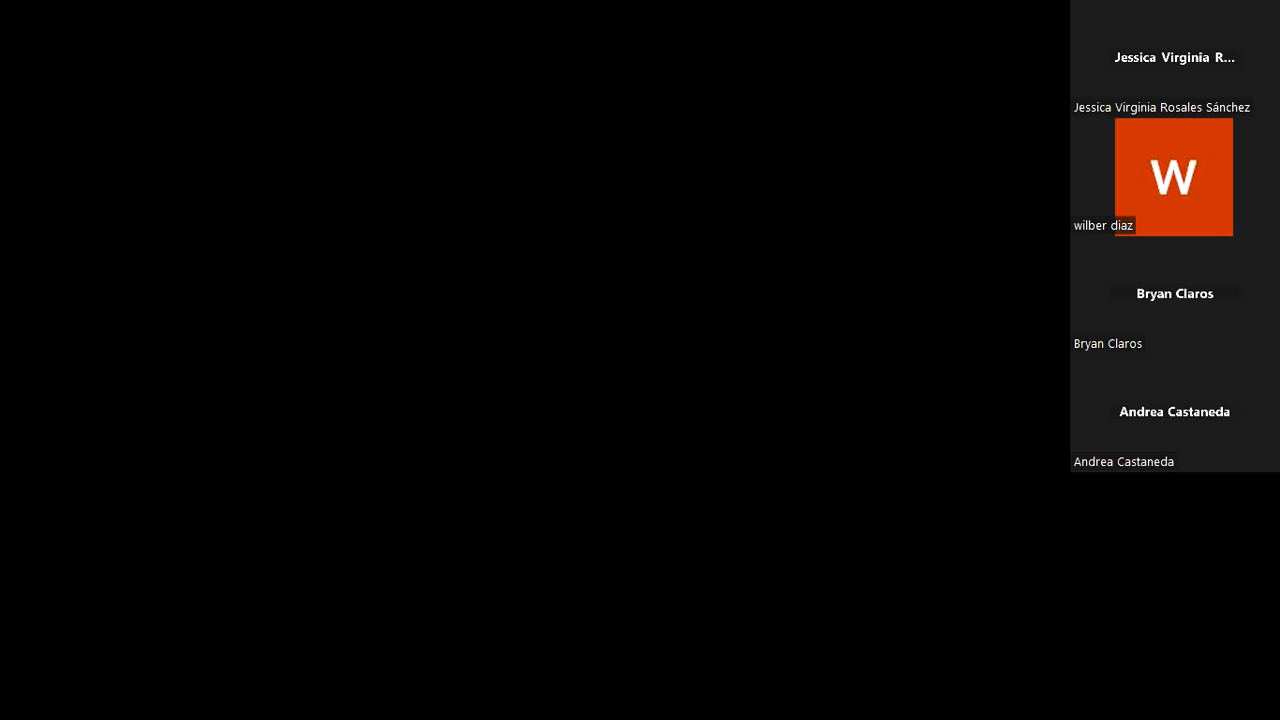 Jessica Virginia R...
Jessica Virginia Rosales Sánchez
W
wilber diaz
Bryan Claros
Bryan Claros
Andrea Castaneda
Andrea Castaneda